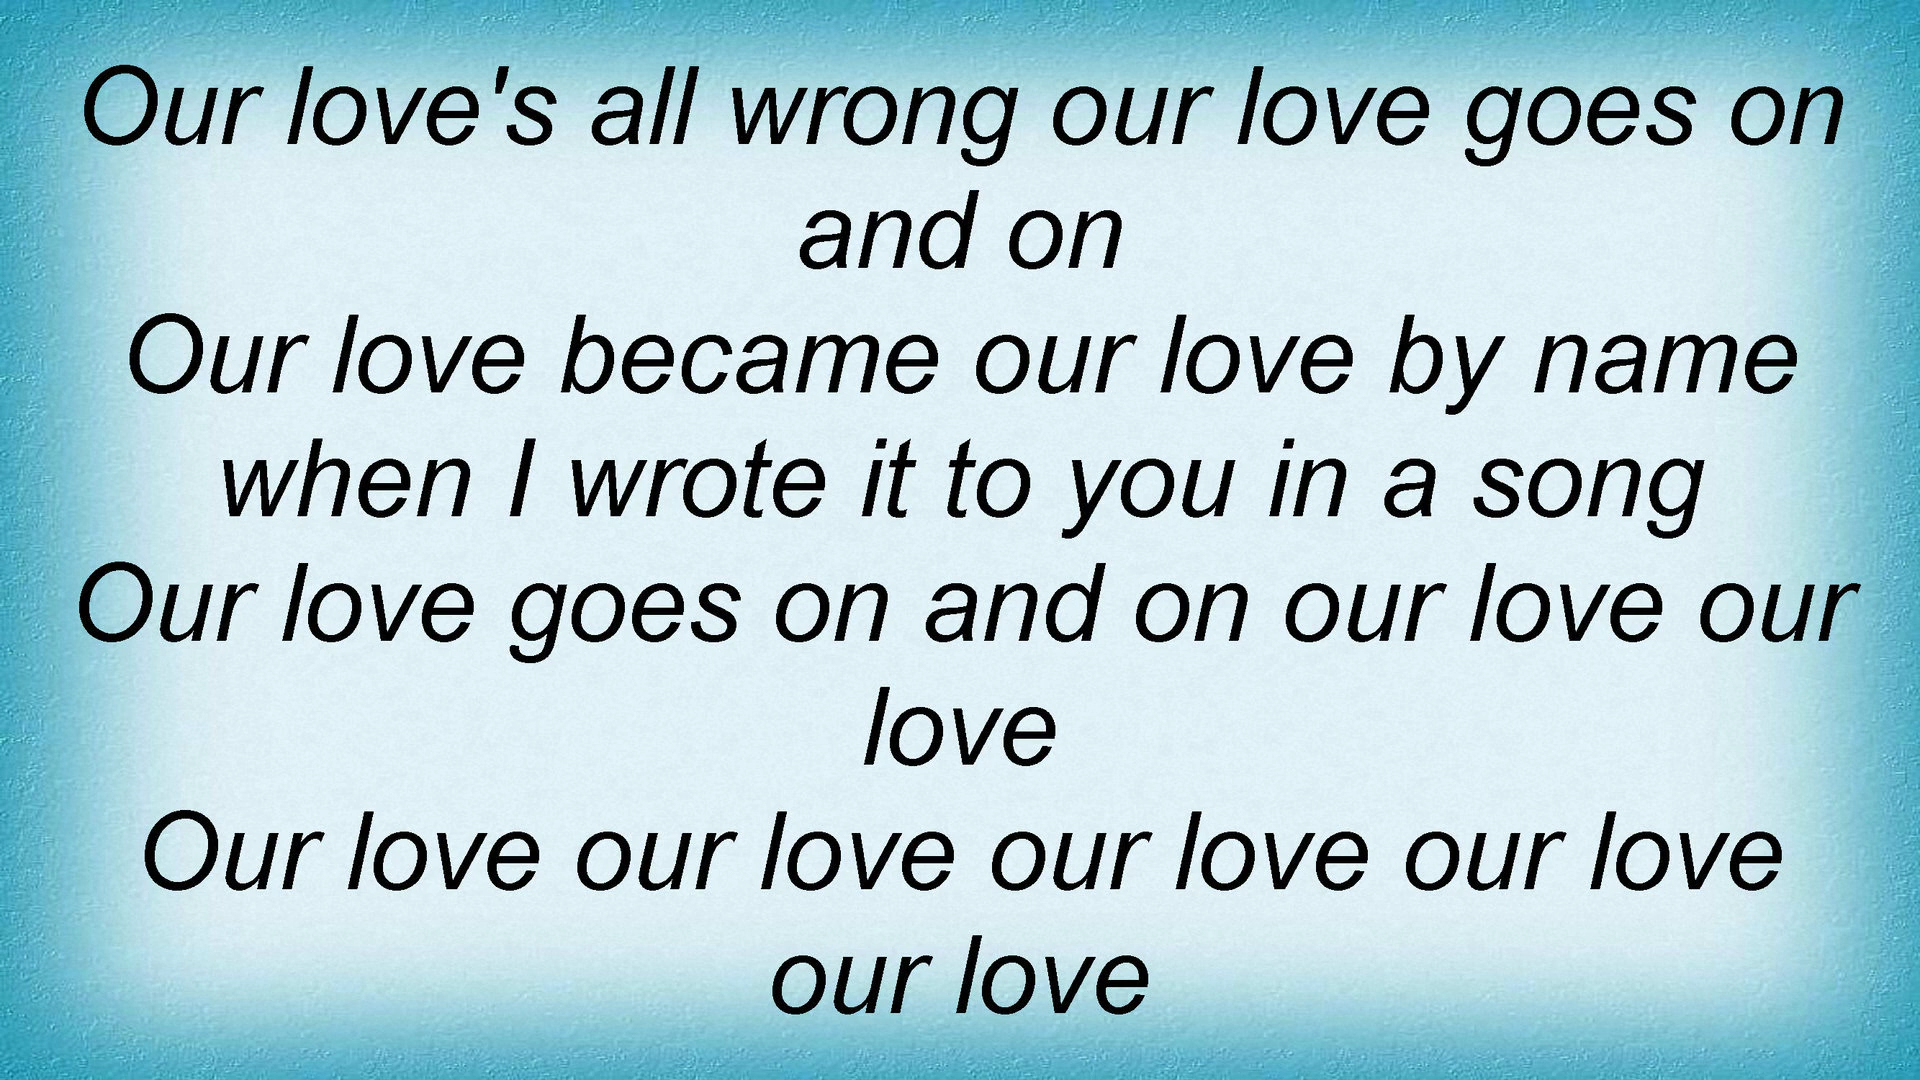 Our love's all wrong our love goes on
and on
Our love became our love by name
when I wrote it to you in a song
Our love goes on and on our love our
love
Our love our love our love our love
our love